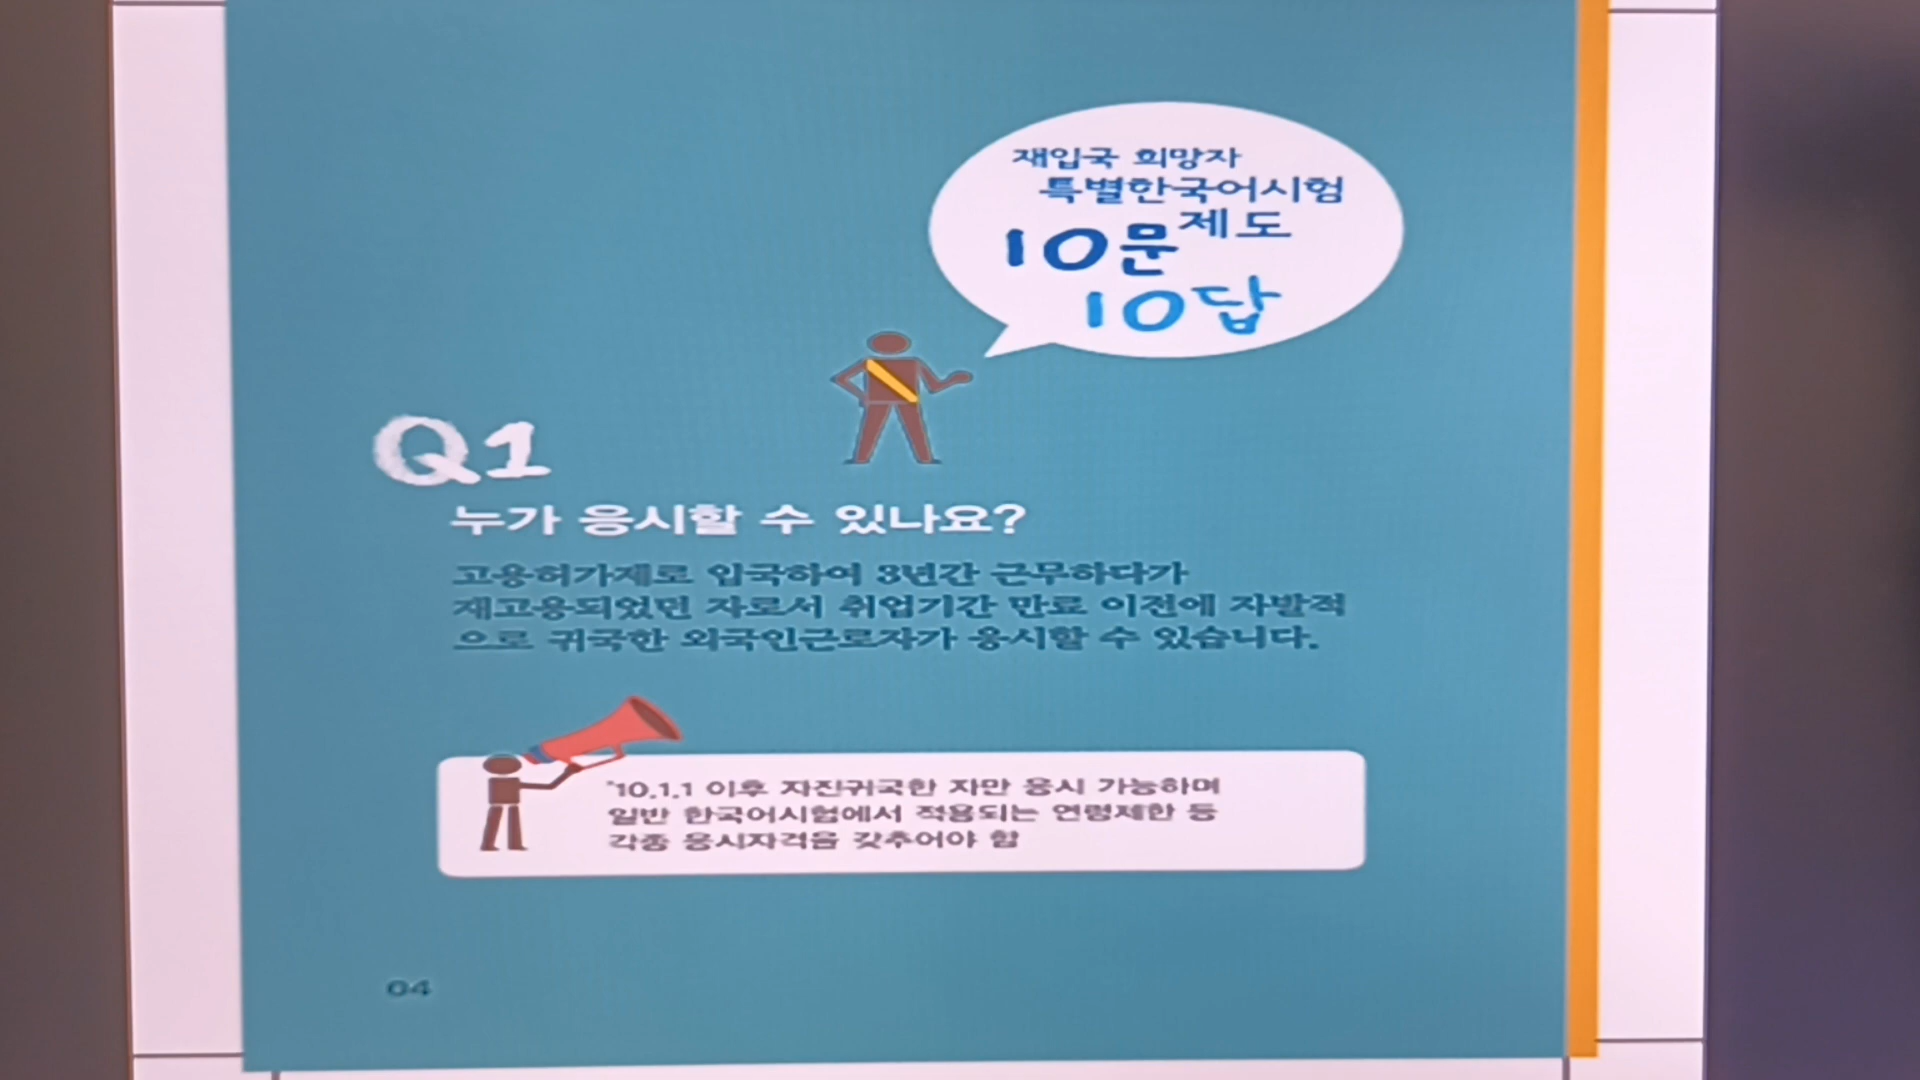 재입국 희망자
특별한국어시험
제도
10문
10답
Q1
누가 응시할 수 있나요?
고용허가제로 입국하여 3년간 근무하다가
재고용되었던 자로서 취업기간 만료 이전에 자발적
으로 귀국한 외국인근로자가 응시할 수 있습니다.
'10.1.1 이후 자진귀국한 자만 응시 가능하며
일반 한국어시험에서 적용되는 연령제한 등
각종 응시자격을 갖추어야 함
04